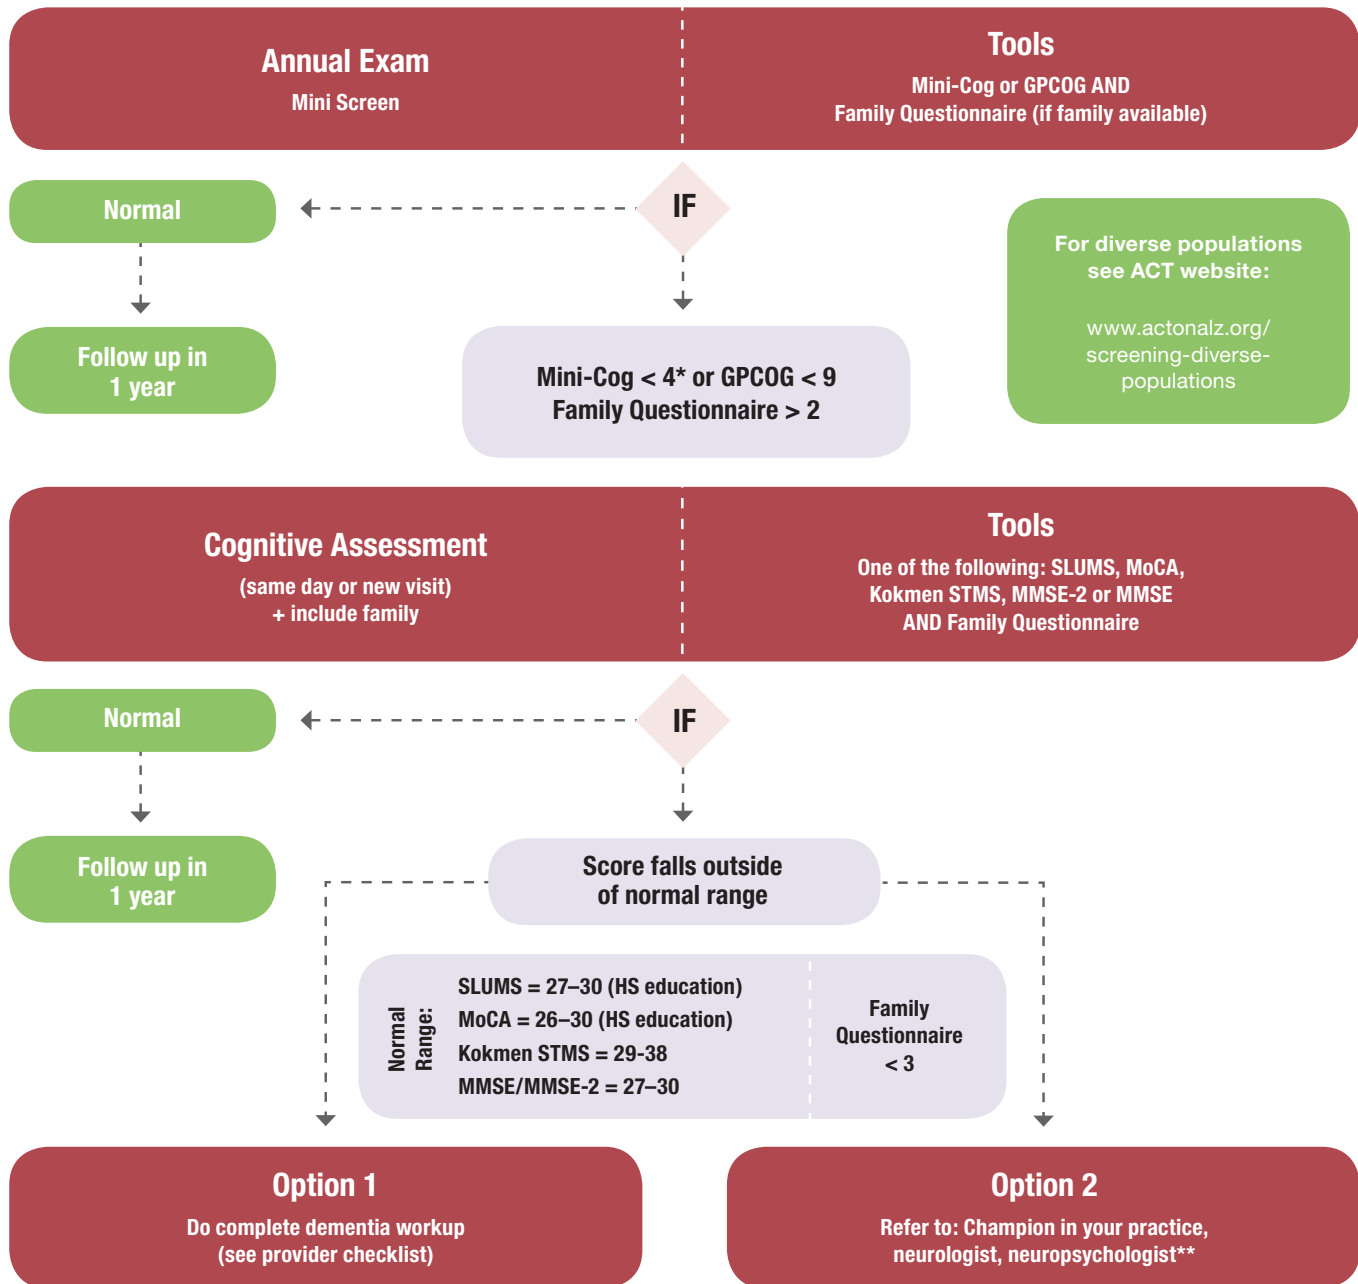 Annual Exam
Mini Screen
Tools
Mini-Cog or GPCOG AND
Family Questionnaire (if family available)
IF
Normal
Follow up in
1 year
Mini-Cog < 4* or GPCOG < 9
Family Questionnaire > 2
For diverse populations
see ACT website:
www.actonalz.org/
screening-diverse-
populations
Cognitive Assessment
(same day or new visit)
+ include family
Tools
One of the following: SLUMS, MoCA,
Kokmen STMS, MMSE-2 or MMSE
AND Family Questionnaire
IF
Normal
Follow up in
1 year
Score falls outside
of normal range
Normal
Range:
SLUMS = 27–30 (HS education)
MoCA = 26–30 (HS education)
Kokmen STMS = 29-38
MMSE/MMSE-2 = 27–30
Family
Questionnaire
< 3
Option 1
Do complete dementia workup
(see provider checklist)
Option 2
Refer to: Champion in your practice,
neurologist, neuropsychologist**